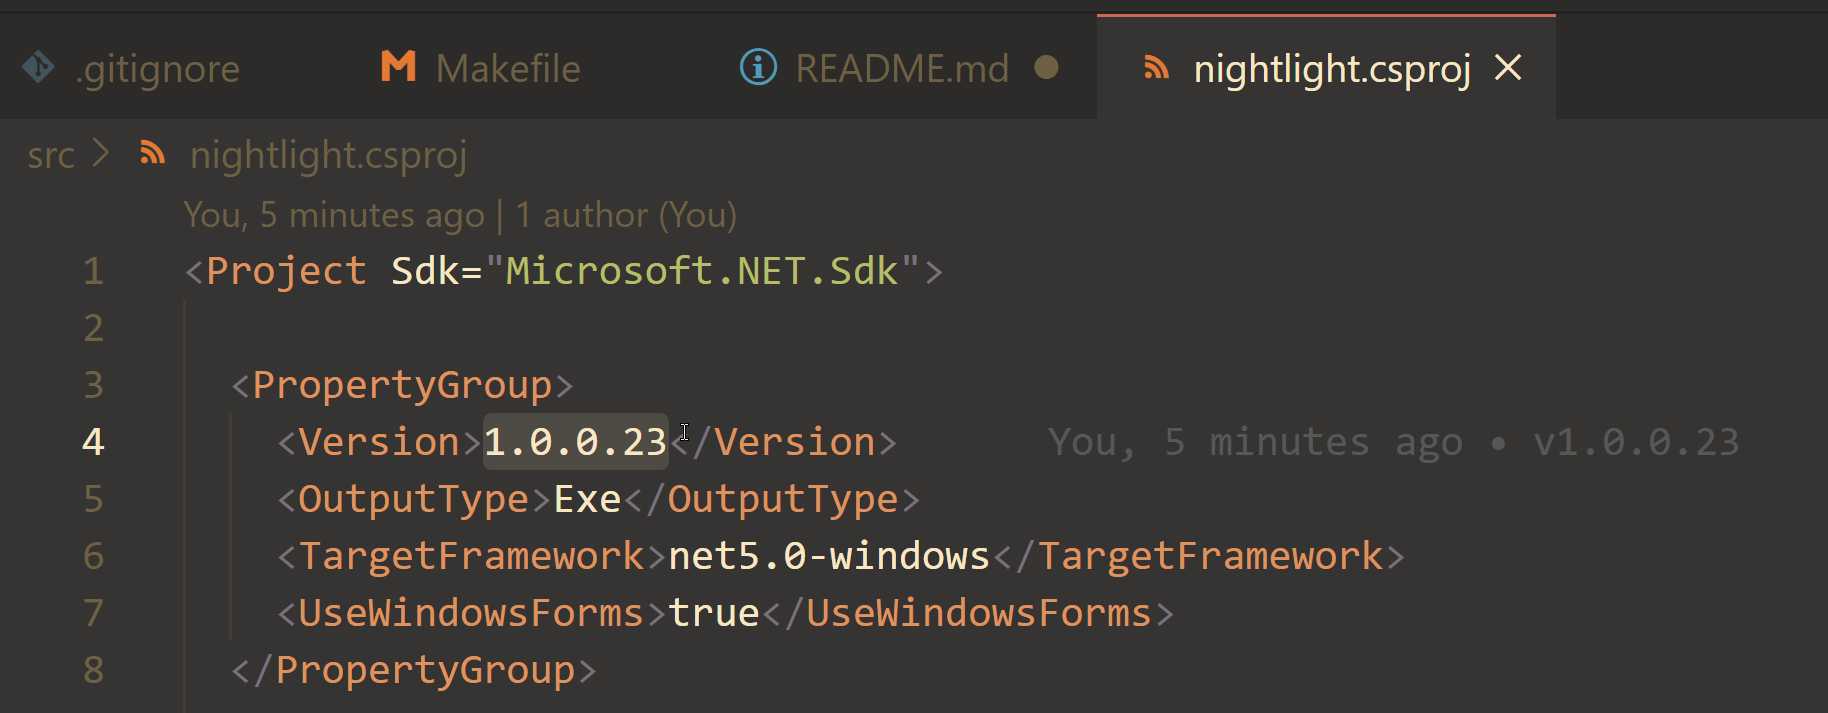 .gitignore Makefile README.md nightlight.csproj
src > nightlight.csproj
You, 5 minutes ago | 1 author (You)
1 <Project Sdk="Microsoft.NET.Sdk">
2
3 <PropertyGroup>
4 <Version>1.0.0.23</Version> You, 5 minutes ago • v1.0.0.23
5 <OutputType>Exe</OutputType>
6 <TargetFramework>net5.0-windows</TargetFramework>
7 <UseWindowsForms>true</UseWindowsForms>
8 </PropertyGroup>